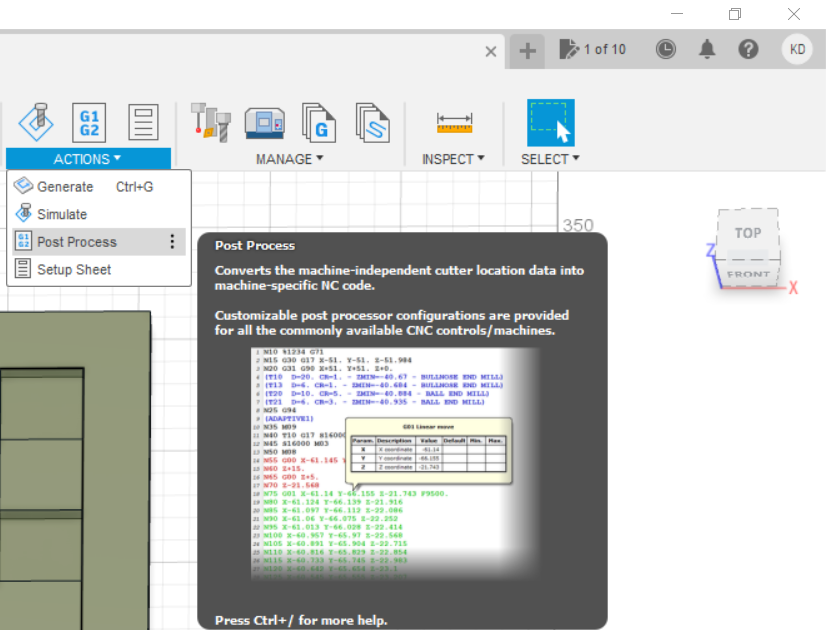 1 of 10
KD
G1
G2
G
S
ACTIONS
MANAGE
INSPECT
SELECT
Generate Ctrl+G
Simulate
G1
G2
Post Process
Setup Sheet
350
TOP
Z
FRONT
X
Post Process
Converts the machine-independent cutter location data into
machine-specific NC code.
Customizable post processor configurations are provided
for all the commonly available CNC controls/machines.
1 N10 %1234 G71
2 N15 G30 G17 X-51. Y-51. Z-51.984
3 N20 G31 G90 X+51. Y+51. Z+0.
4 (T10 D=20. CR=1. - ZMIN=-40.67 - BULLNOSE END MILL)
5 (T13 D=6. CR=1. - ZMIN=-40.684 - BULLNOSE END MILL)
6 (T20 D=10. CR=5. - ZMIN=-40.884 - BALL END MILL)
7 (T21 D=6. CR=3. - ZMIN=-40.935 - BALL END MILL)
8 N25 G94
9 (ADAPTIVE1)
10 N35 M09
11 N40 T10 G17 S16000
12 N45 S16000 M03
13 N50 M08
14 N55 G00 X-61.145
15 N60 Z+15.
16 N65 G00 Z+5.
17 N70 Z-21.568
G01 Linear move
Param. Description Value Default Min. Max.
X X coordinate -61.14
Y Y coordinate -66.155
Z Z coordinate -21.743
18 N75 G01 X-61.14 Y-66.155 Z-21.743 F9500.
19 N80 X-61.124 Y-66.139 Z-21.916
20 N85 X-61.097 Y-66.112 Z-22.086
21 N90 X-61.06 Y-66.075 Z-22.252
22 N95 X-61.013 Y-66.028 Z-22.414
23 N100 X-60.957 Y-65.97 Z-22.568
24 N105 X-60.891 Y-65.904 Z-22.715
25 N110 X-60.816 Y-65.829 Z-22.854
26 N115 X-60.733 Y-65.745 Z-22.983
Press Ctrl+/ for more help.